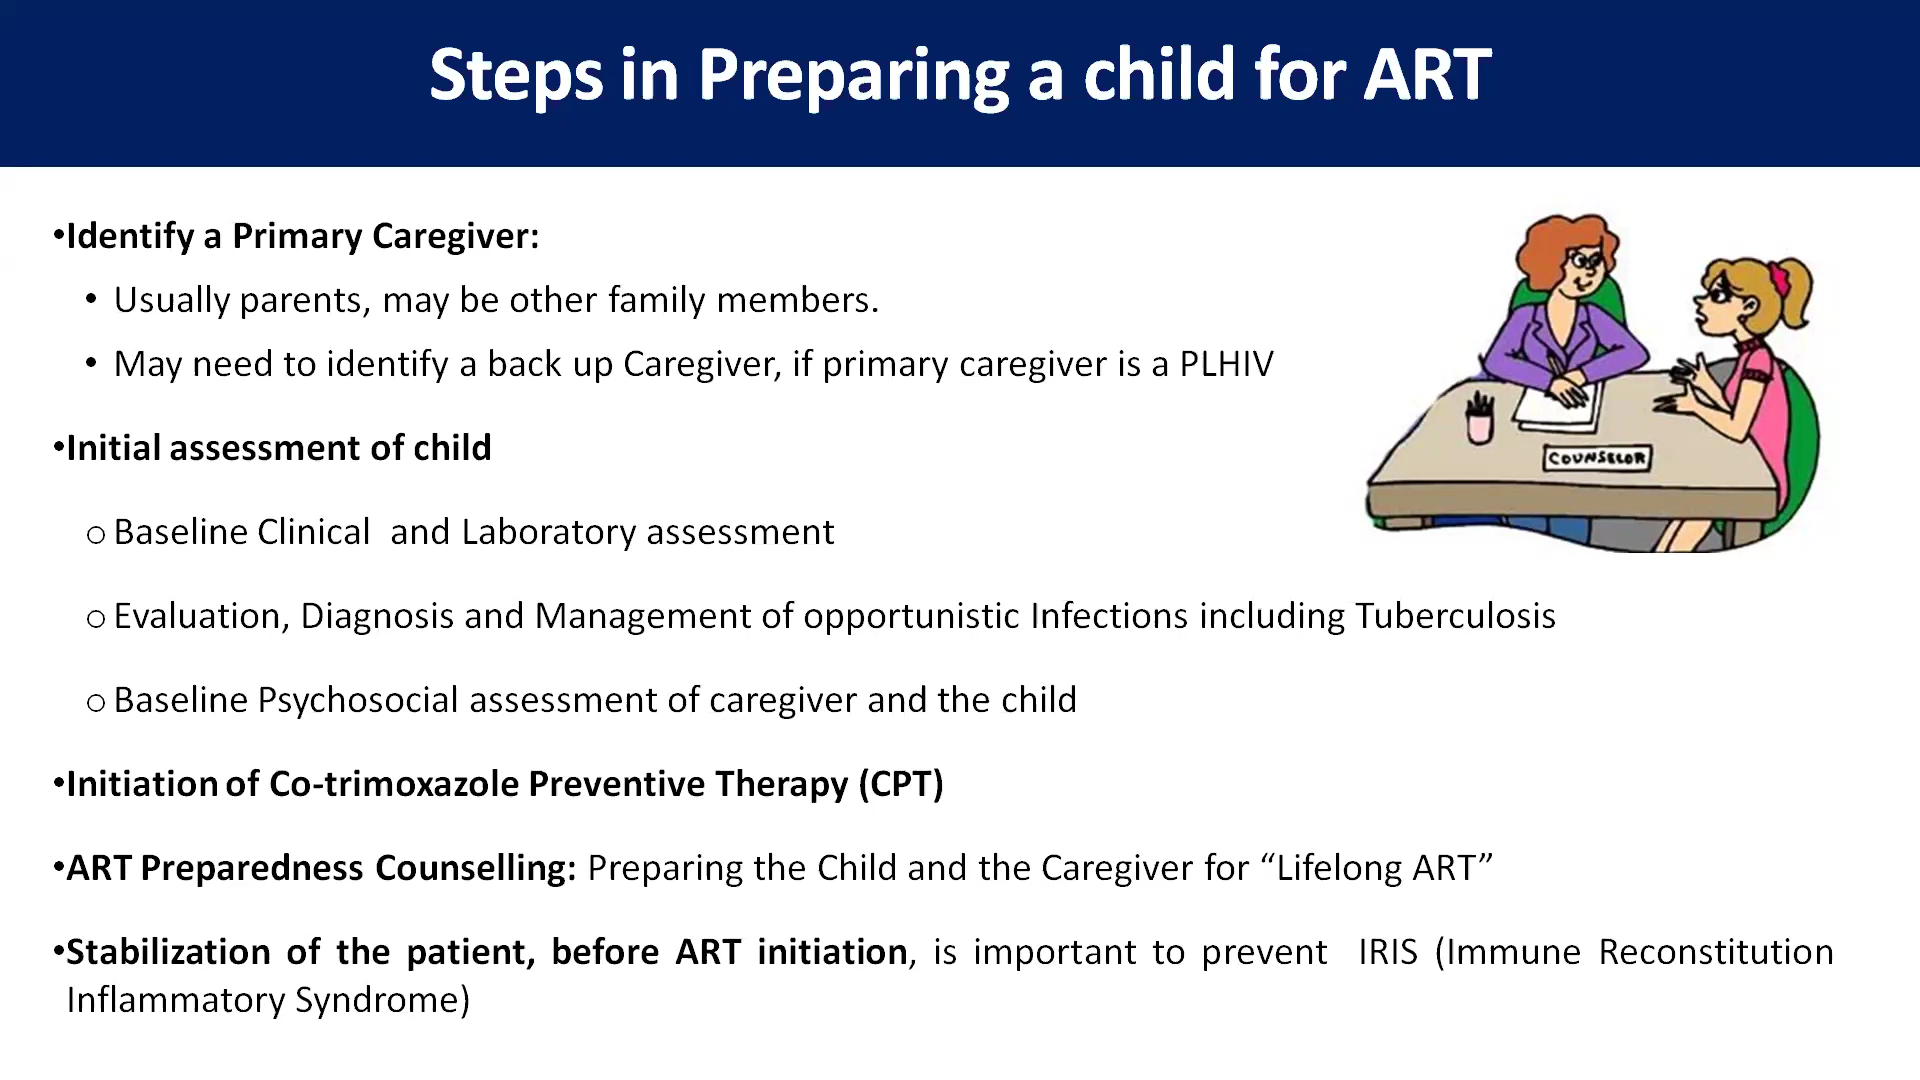 Steps in Preparing a child for ART
•Identify a Primary Caregiver:
• Usually parents, may be other family members.
• May need to identify a back up Caregiver, if primary caregiver is a PLHIV
•Initial assessment of child
COUNSELOR
o Baseline Clinical  and Laboratory assessment
o Evaluation, Diagnosis and Management of opportunistic Infections including Tuberculosis
o Baseline Psychosocial assessment of caregiver and the child
•Initiation of Co-trimoxazole Preventive Therapy (CPT)
•ART Preparedness Counselling: Preparing the Child and the Caregiver for “Lifelong ART”
•Stabilization of the patient, before ART initiation, is important to prevent  IRIS (Immune Reconstitution
Inflammatory Syndrome)